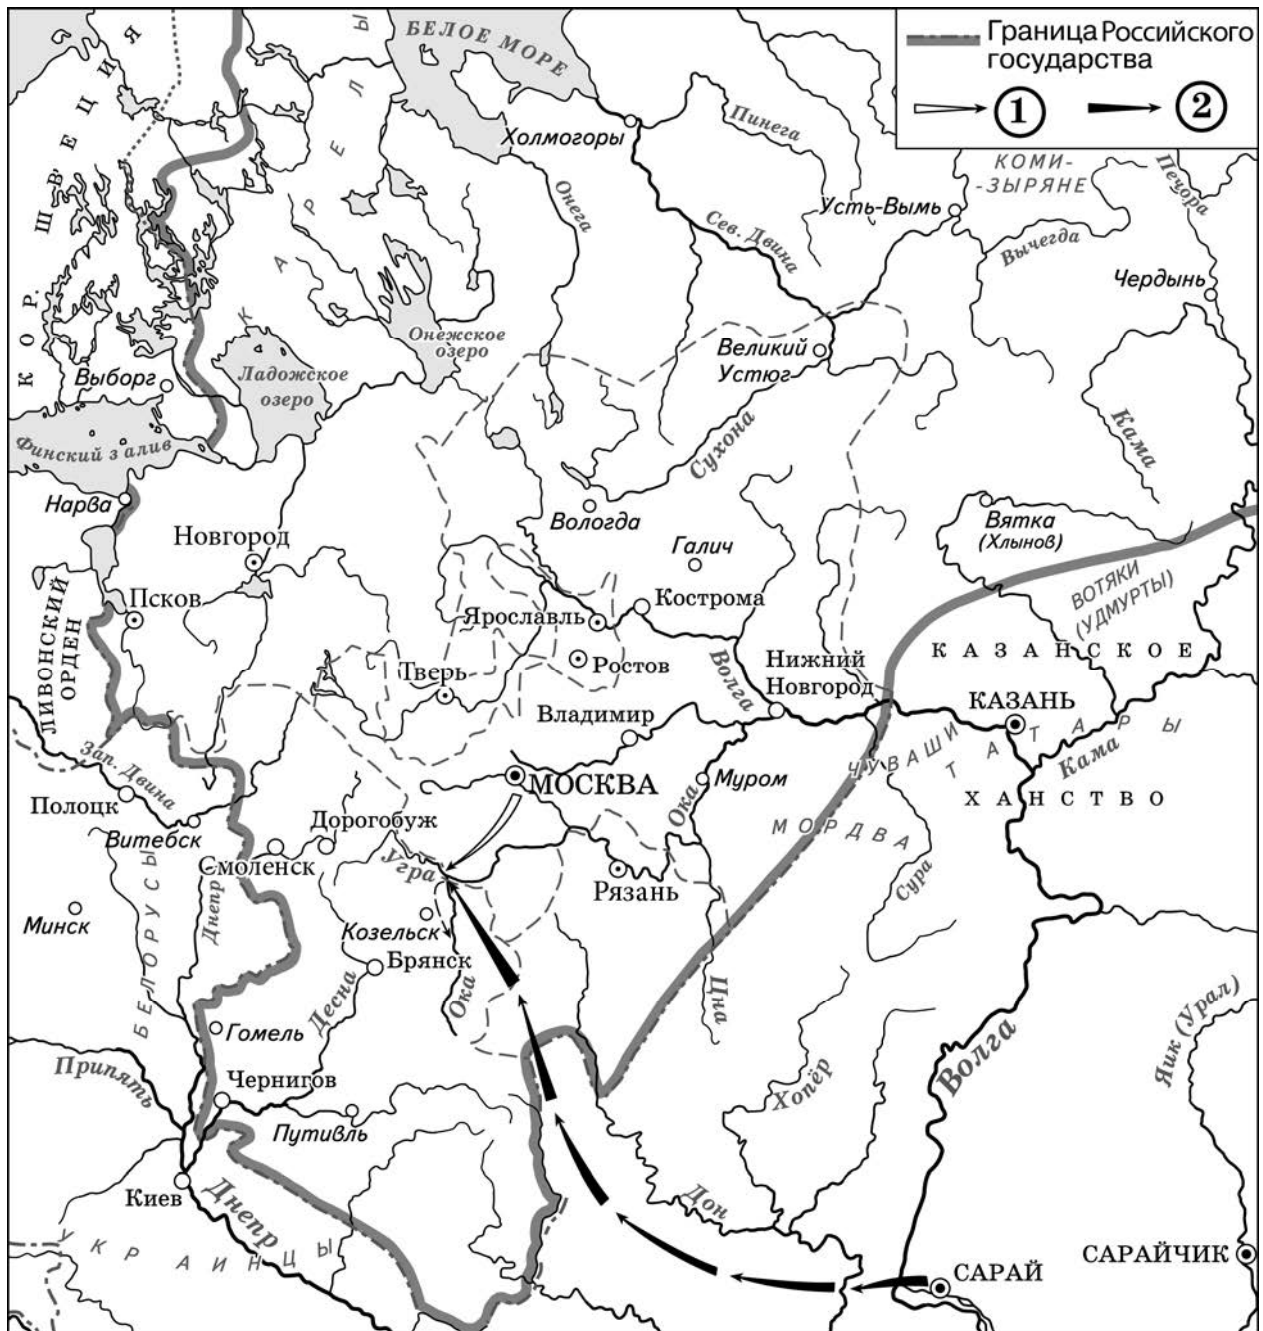 Граница Российского
государства
1
2
БЕЛОЕ МОРЕ
КОР. ШВЕЦИЯ
КАРЕЛЫ
Холмогоры
Пинега
КОМИ-
-ЗЫРЯНЕ
Печора
Онега
Усть-Вымь
Сев. Двина
Вычегда
Чердынь
Онежское
озеро
Великий
Устюг
Выборг
Ладожское
озеро
Финский залив
Сухона
Кама
Нарва
Новгород
Вологда
Галич
Вятка
(Хлынов)
ВОТЯКИ
(УДМУРТЫ)
ЛИВОНСКИЙ
ОРДЕН
Псков
Ярославль
Кострома
КАЗАНСКОЕ
Тверь
Ростов
Волга
Нижний
Новгород
КАЗАНЬ
Владимир
ТАТАРЫ
ЧУВАШИ
Кама
Зап. Двина
МОСКВА
Муром
Ока
ХАНСТВО
Полоцк
Витебск
Дорогобуж
МОРДВА
Смоленск
Угра
Рязань
Сура
БЕЛОРУСЫ
Днепр
Минск
Козельск
Брянск
Ока
Цна
Десна
Гомель
Волга
Яик (Урал)
Припять
Чернигов
Хопёр
Путивль
Киев
Днепр
Дон
УКРАИНЦЫ
САРАЙ
САРАЙЧИК